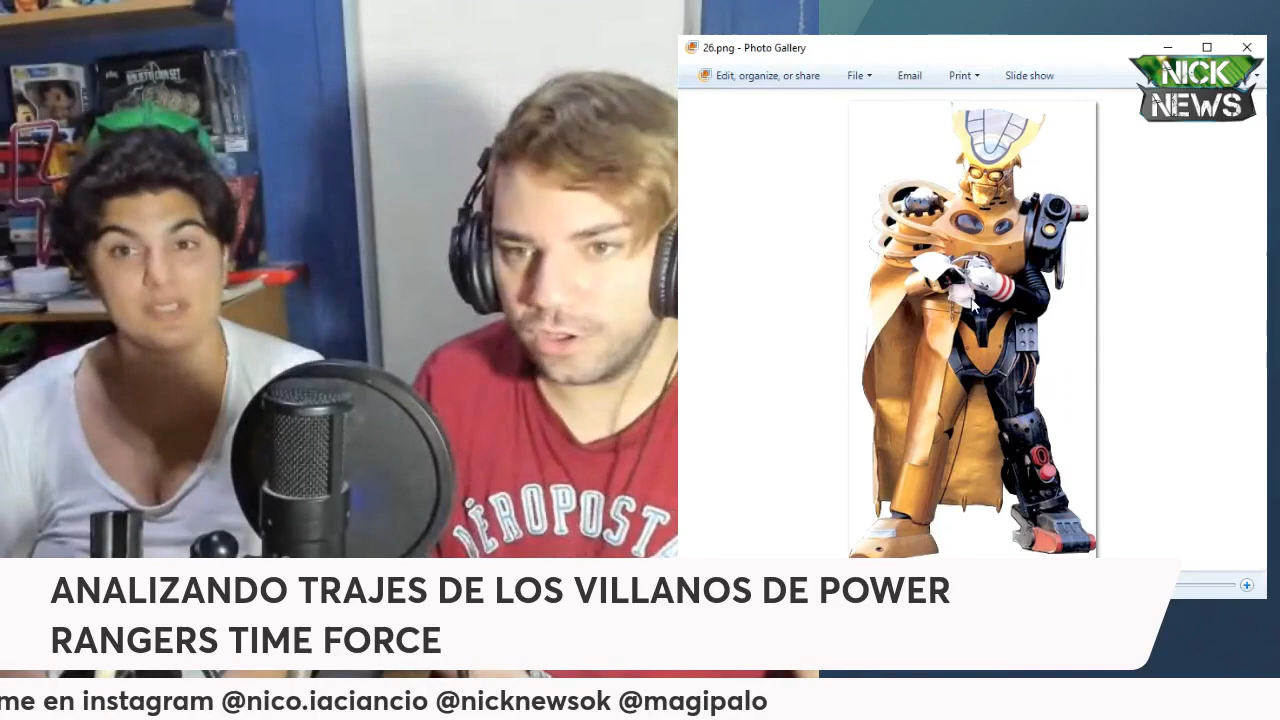 26.png - Photo Gallery
Edit, organize, or share File Email Print Slide show
NICK
NEWS
AÉROPOSTA
ANALIZANDO TRAJES DE LOS VILLANOS DE POWER
RANGERS TIME FORCE
me en instagram @nico.iaciancio @nicknewsok @magipalo